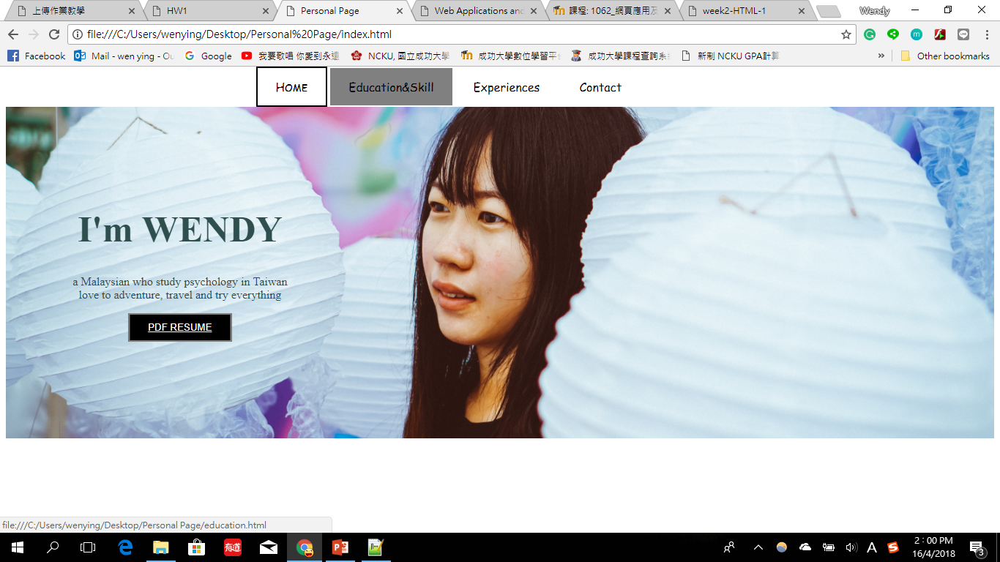 上傳作業教學
HW1
Personal Page
Web Applications and
課程: 1062_網頁應用及
week2-HTML-1
Wendy
file:///C:/Users/wenying/Desktop/Personal%20Page/index.html
Facebook
Mail - wen ying - Ou
Google
我要歌唱 你愛到永遠
NCKU, 國立成功大學
成功大學數位學習平
成功大學課程查詢系
新制 NCKU GPA計算
»
Other bookmarks
HOME
Education&Skill
Experiences
Contact
I'm WENDY
a Malaysian who study psychology in Taiwan
love to adventure, travel and try everything
PDF RESUME
file:///C:/Users/wenying/Desktop/Personal Page/education.html
有道
A
2:00 PM
16/4/2018
3